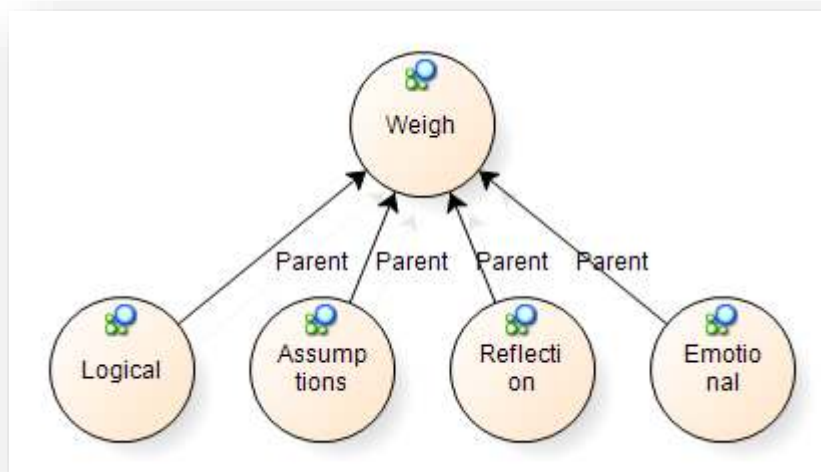 Weigh
Parent Parent Parent Parent
Logical
Assump
tions
Reflecti
on
Emotio
nal